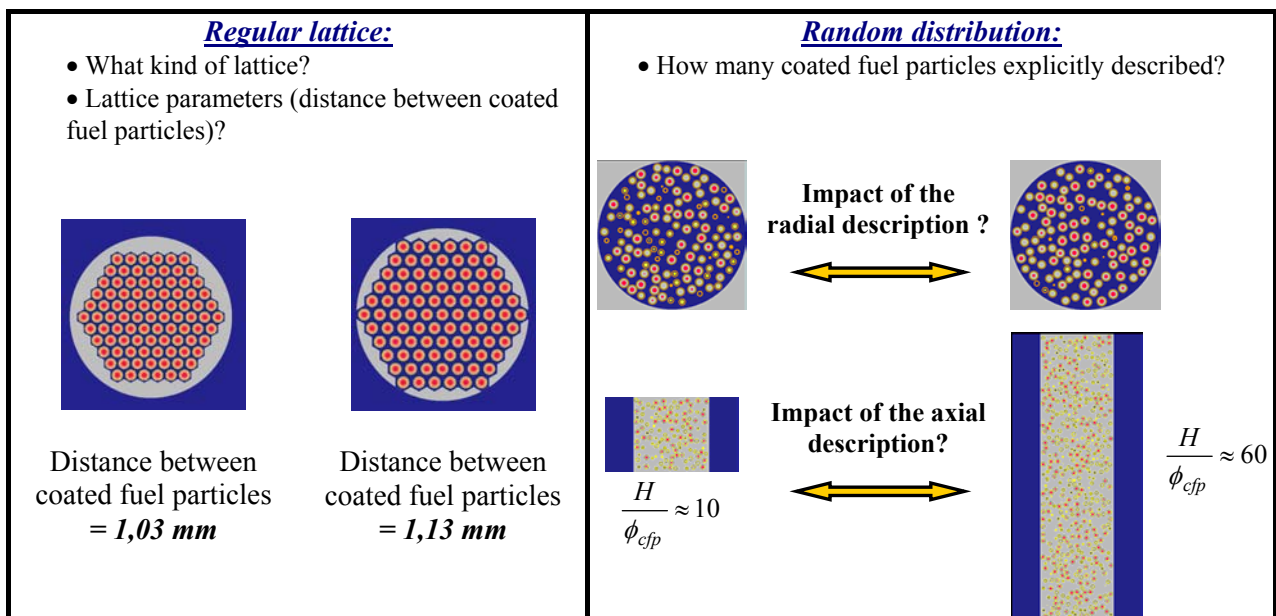 Regular lattice:
• What kind of lattice?
• Lattice parameters (distance between coated
fuel particles)?
Distance between
coated fuel particles
= 1,03 mm
Distance between
coated fuel particles
= 1,13 mm
Random distribution:
• How many coated fuel particles explicitly described?
Impact of the
radial description ?
Impact of the axial
description?
H/ϕcfp ≈ 10
H/ϕcfp ≈ 60